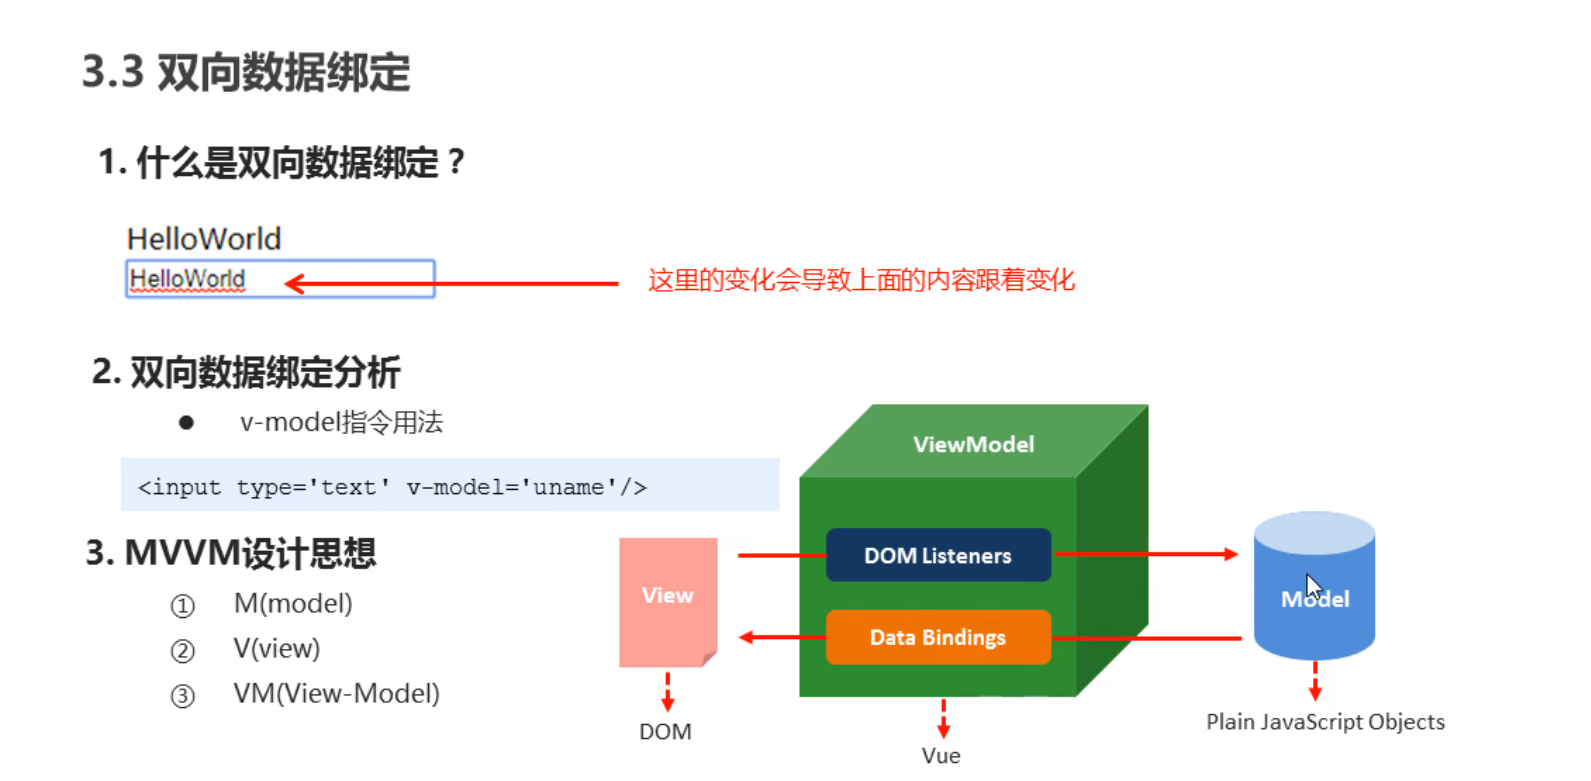 3.3 双向数据绑定
1. 什么是双向数据绑定？
HelloWorld
HelloWorld
这里的变化会导致上面的内容跟着变化
2. 双向数据绑定分析
● v-model指令用法
<input type='text' v-model='uname'/>
3. MVVM设计思想
① M(model)
② V(view)
③ VM(View-Model)
ViewModel
DOM Listeners
Data Bindings
View
Model
DOM
Vue
Plain JavaScript Objects